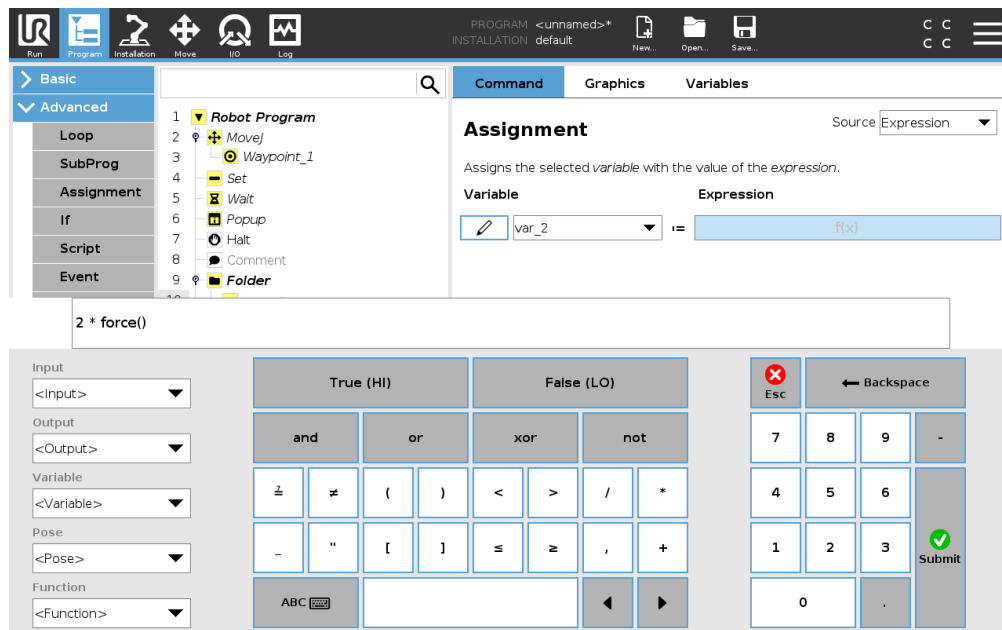 UR
PROGRAM <unnamed>*
INSTALLATION default
C C
C C
Run Program Installation Move I/O Log New... Open... Save...
Basic
Advanced
Loop
SubProg
Assignment
If
Script
Event
1 Robot Program
2 MoveJ
3 Waypoint_1
4 Set
5 Wait
6 Popup
7 Halt
8 Comment
9 Folder
Command Graphics Variables
Assignment
Source Expression
Assigns the selected variable with the value of the expression.
Variable Expression
var_2 := f(x)
2 * force()
Input
<Input>
Output
<Output>
Variable
<Variable>
Pose
<Pose>
Function
<Function>
True (HI) False (LO)
and or xor not
≟ ≠ ( ) < > / *
_ " [ ] ≤ ≥ , +
ABC
Esc Backspace
7 8 9 -
4 5 6
1 2 3 Submit
0 .